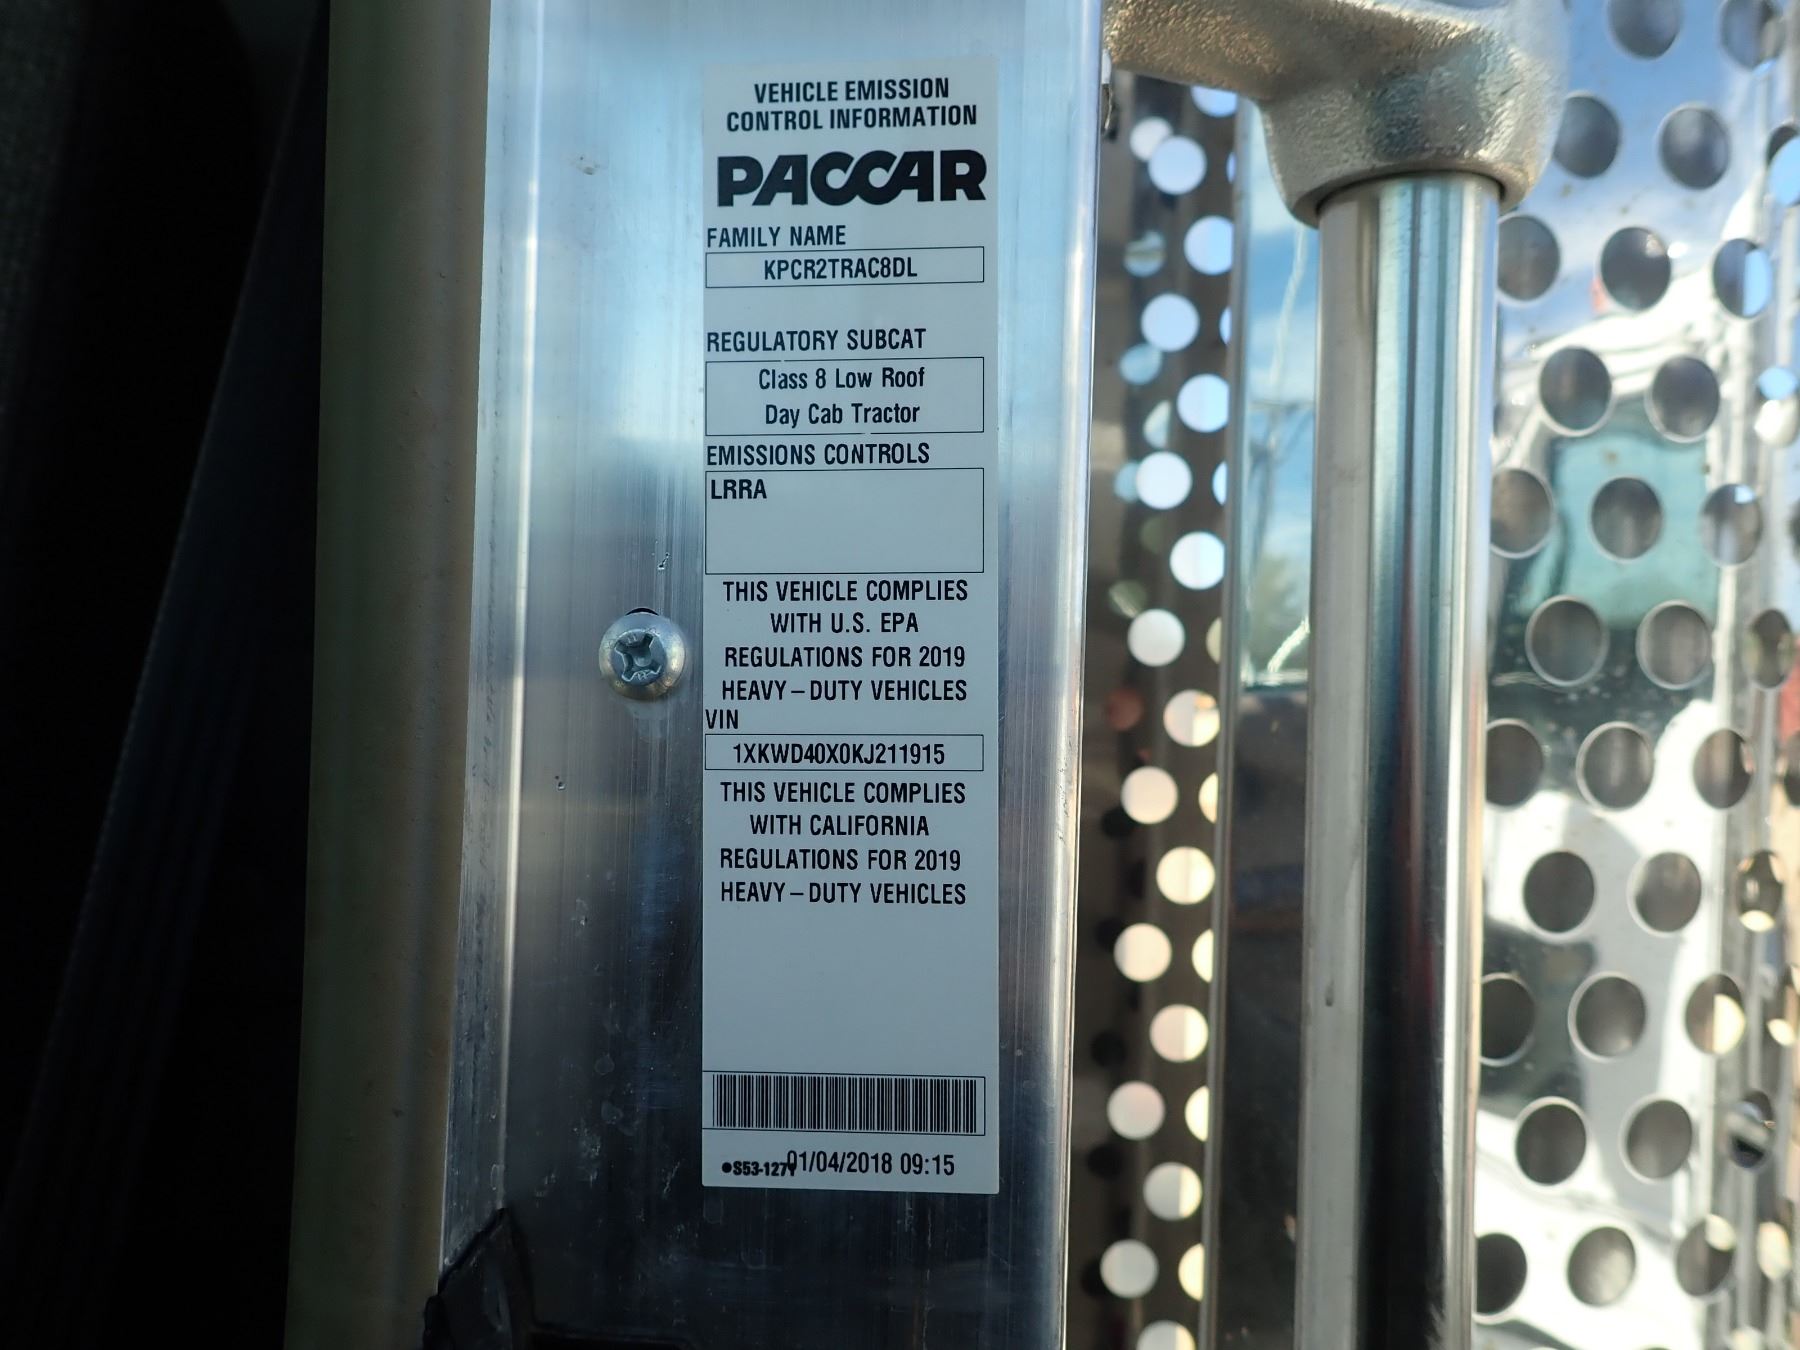 VEHICLE EMISSION
CONTROL INFORMATION
PACCAR
FAMILY NAME
KPCR2TRAC8DL
REGULATORY SUBCAT
Class 8 Low Roof
Day Cab Tractor
EMISSIONS CONTROLS
LRRA
THIS VEHICLE COMPLIES
WITH U.S. EPA
REGULATIONS FOR 2019
HEAVY–DUTY VEHICLES
VIN
1XKWD40X0KJ211915
THIS VEHICLE COMPLIES
WITH CALIFORNIA
REGULATIONS FOR 2019
HEAVY–DUTY VEHICLES
01/04/2018 09:15